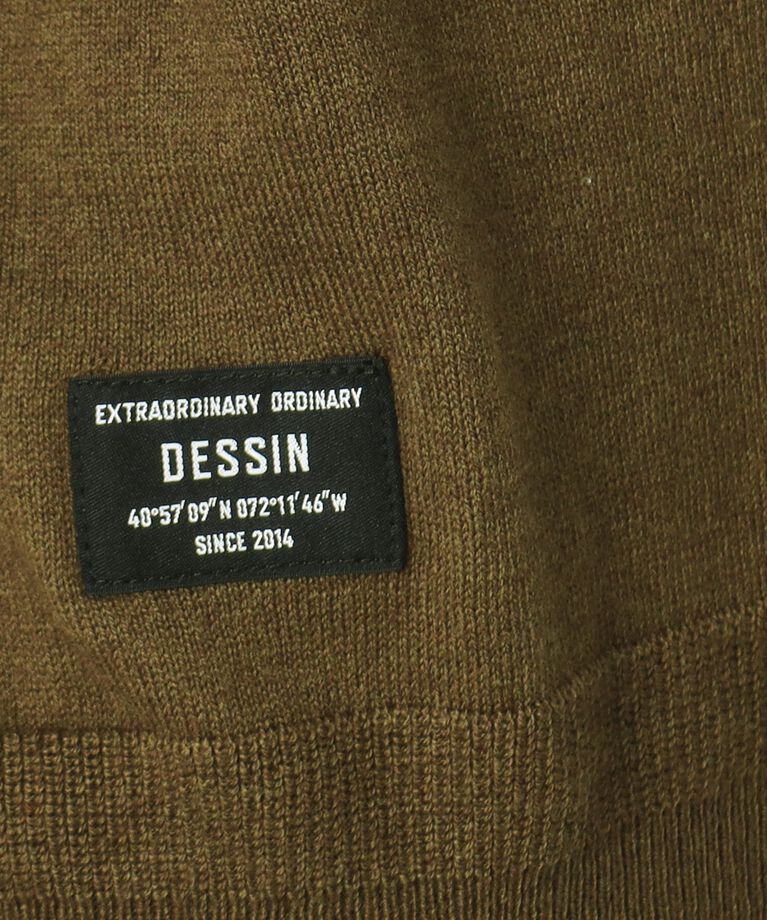 EXTRAORDINARY ORDINARY
DESSIN
40°57'09"N 072°11'46"W
SINCE 2014